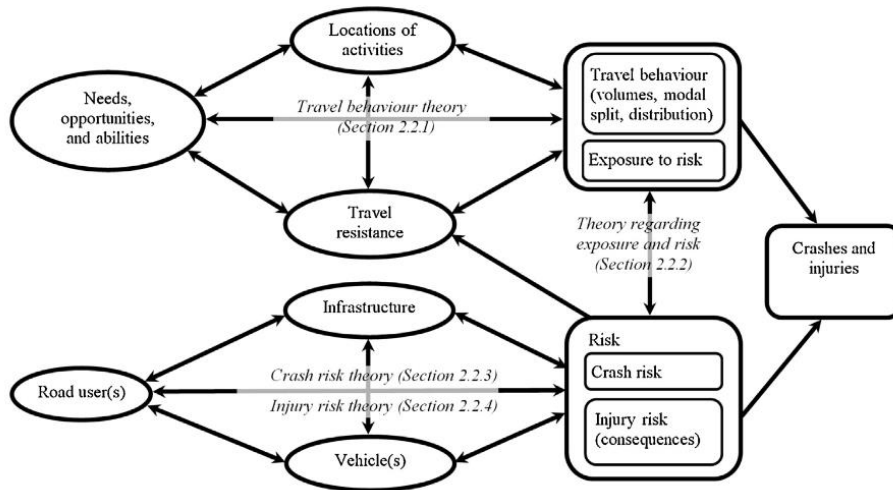 Locations of
activities
Needs,
opportunities,
and abilities
Travel behaviour theory
(Section 2.2.1)
Travel behaviour
(volumes, modal
split, distribution)
Exposure to risk
Travel
resistance
Theory regarding
exposure and risk
(Section 2.2.2)
Crashes and
injuries
Infrastructure
Risk
Crash risk
Road user(s)
Crash risk theory (Section 2.2.3)
Injury risk theory (Section 2.2.4)
Injury risk
(consequences)
Vehicle(s)